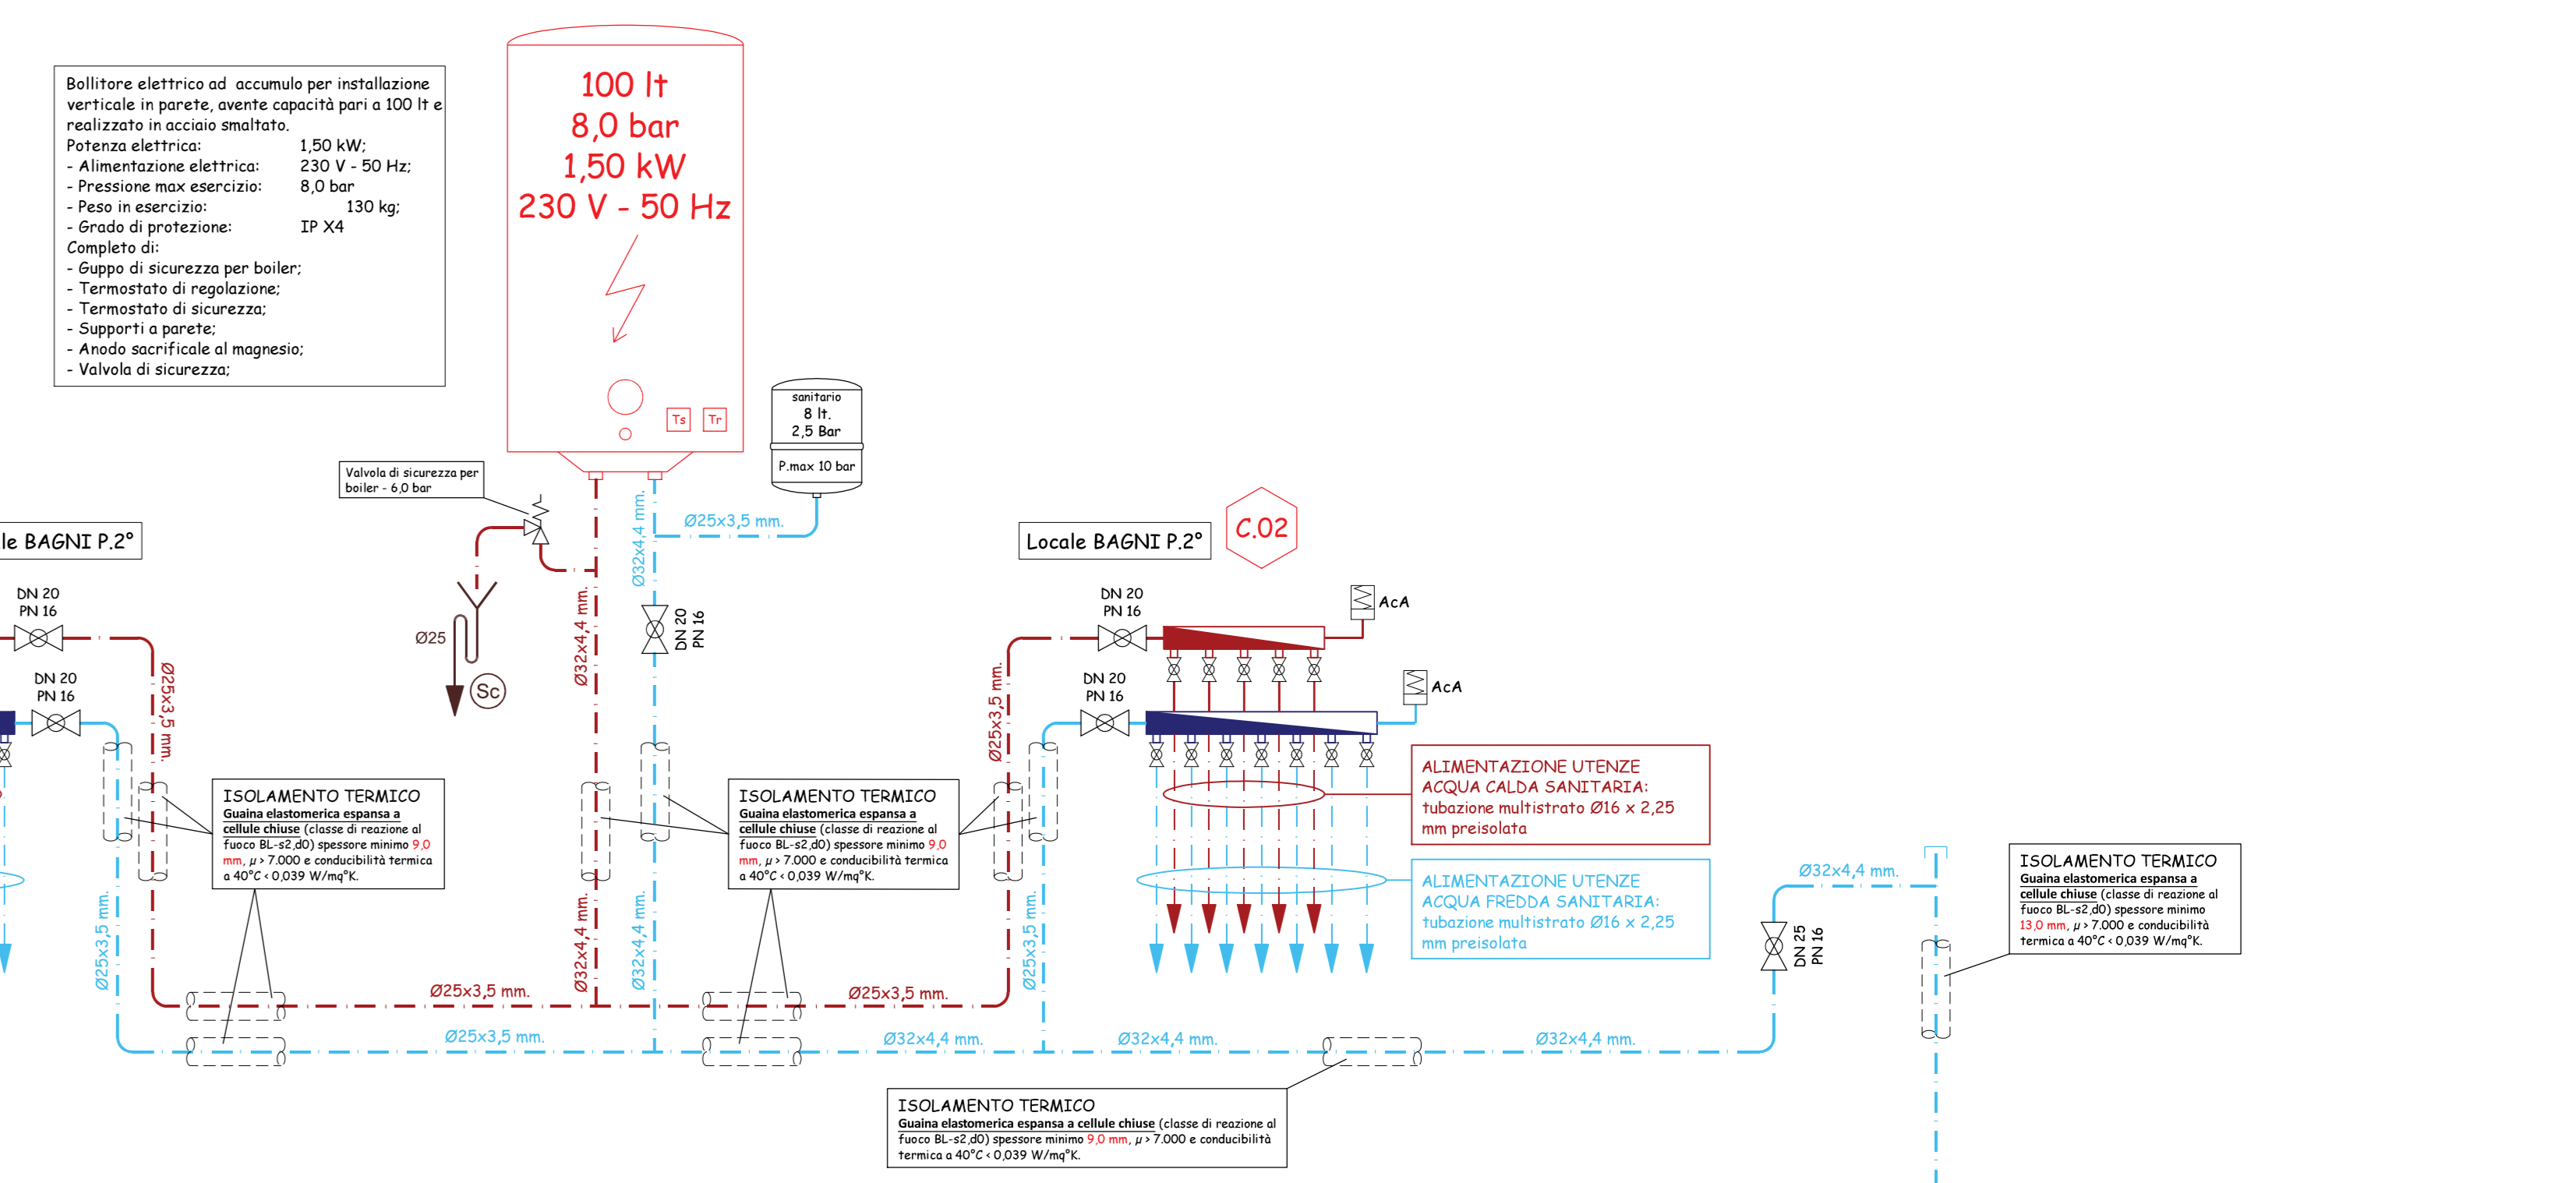 Bollitore elettrico ad accumulo per installazione
verticale in parete, avente capacità pari a 100 lt e
realizzato in acciaio smaltato.
Potenza elettrica: 1,50 kW;
- Alimentazione elettrica: 230 V - 50 Hz;
- Pressione max esercizio: 8,0 bar
- Peso in esercizio: 130 kg;
- Grado di protezione: IP X4
Completo di:
- Guppo di sicurezza per boiler;
- Termostato di regolazione;
- Termostato di sicurezza;
- Supporti a parete;
- Anodo sacrificale al magnesio;
- Valvola di sicurezza;
100 lt
8,0 bar
1,50 kW
230 V - 50 Hz
Ts
Tr
sanitario
8 lt.
2,5 Bar
P.max 10 bar
Valvola di sicurezza per
boiler - 6,0 bar
Ø25x3,5 mm.
Ø32x4,4 mm.
Ø32x4,4 mm.
DN 20
PN 16
Ø25
Sc
le BAGNI P.2°
DN 20
PN 16
DN 20
PN 16
Ø25x3,5 mm.
Ø25x3,5 mm.
Locale BAGNI P.2°
C.02
DN 20
PN 16
AcA
DN 20
PN 16
AcA
Ø25x3,5 mm.
Ø25x3,5 mm.
ISOLAMENTO TERMICO
Guaina elastomerica espansa a
cellule chiuse (classe di reazione al
fuoco BL-s2,d0) spessore minimo 9,0
mm, µ > 7.000 e conducibilità termica
a 40°C < 0,039 W/mq°K.
ISOLAMENTO TERMICO
Guaina elastomerica espansa a
cellule chiuse (classe di reazione al
fuoco BL-s2,d0) spessore minimo 9,0
mm, µ > 7.000 e conducibilità termica
a 40°C < 0,039 W/mq°K.
ALIMENTAZIONE UTENZE
ACQUA CALDA SANITARIA:
tubazione multistrato Ø16 x 2,25
mm preisolata
ALIMENTAZIONE UTENZE
ACQUA FREDDA SANITARIA:
tubazione multistrato Ø16 x 2,25
mm preisolata
Ø32x4,4 mm.
DN 25
PN 16
ISOLAMENTO TERMICO
Guaina elastomerica espansa a
cellule chiuse (classe di reazione al
fuoco BL-s2,d0) spessore minimo
13,0 mm, µ > 7.000 e conducibilità
termica a 40°C < 0,039 W/mq°K.
Ø32x4,4 mm.
Ø32x4,4 mm.
Ø25x3,5 mm.
Ø25x3,5 mm.
Ø25x3,5 mm.
Ø32x4,4 mm.
Ø32x4,4 mm.
Ø32x4,4 mm.
ISOLAMENTO TERMICO
Guaina elastomerica espansa a cellule chiuse (classe di reazione al
fuoco BL-s2,d0) spessore minimo 9,0 mm, µ > 7.000 e conducibilità
termica a 40°C < 0,039 W/mq°K.